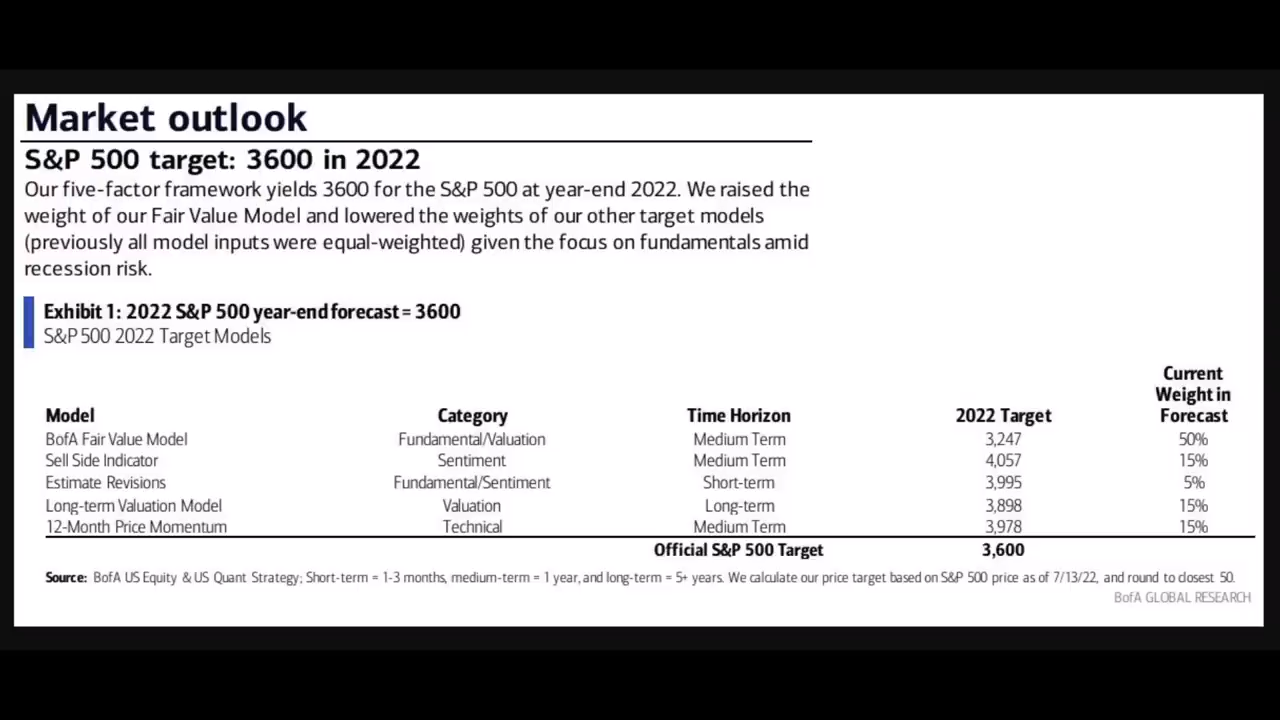 Market outlook
S&P 500 target: 3600 in 2022
Our five-factor framework yields 3600 for the S&P 500 at year-end 2022. We raised the
weight of our Fair Value Model and lowered the weights of our other target models
(previously all model inputs were equal-weighted) given the focus on fundamentals amid
recession risk.
Exhibit 1: 2022 S&P 500 year-end forecast = 3600
S&P 500 2022 Target Models
Current
Weight in
Model Category Time Horizon 2022 Target Forecast
BofA Fair Value Model Fundamental/Valuation Medium Term 3,247 50%
Sell Side Indicator Sentiment Medium Term 4,057 15%
Estimate Revisions Fundamental/Sentiment Short-term 3,995 5%
Long-term Valuation Model Valuation Long-term 3,898 15%
12-Month Price Momentum Technical Medium Term 3,978 15%
Official S&P 500 Target 3,600
Source: BofA US Equity & US Quant Strategy; Short-term = 1-3 months, medium-term = 1 year, and long-term = 5+ years. We calculate our price target based on S&P 500 price as of 7/13/22, and round to closest 50.
BofA GLOBAL RESEARCH